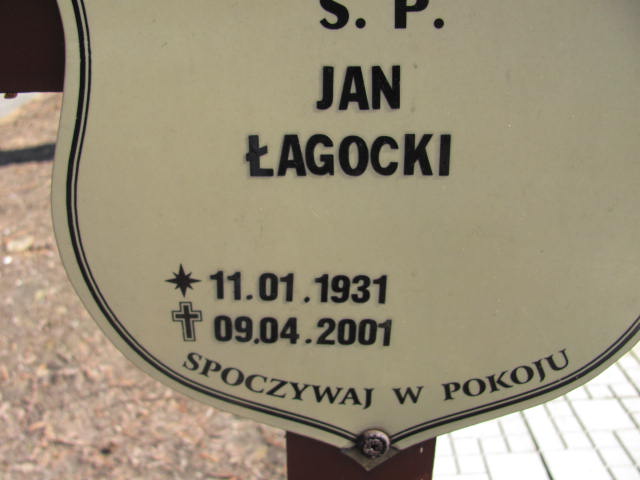 Ś. P.
JAN
ŁAGOCKI
11.01.1931
09.04.2001
SPOCZYWAJ W POKOJU